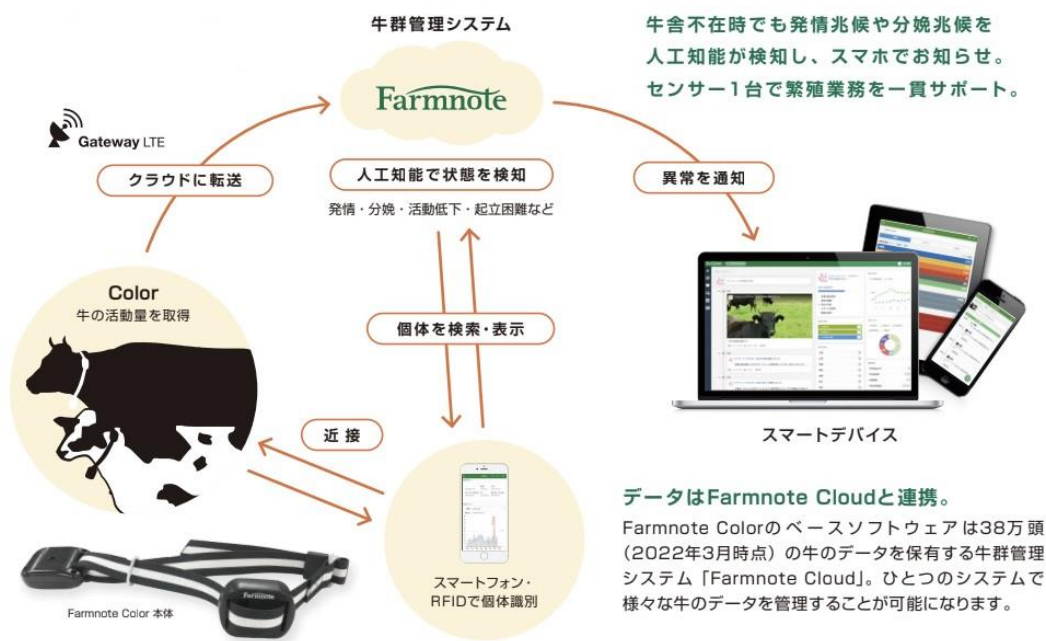 牛群管理システム
Farmnote
牛舎不在時でも発情兆候や分娩兆候を
人工知能が検知し、スマホでお知らせ。
センサー1台で繁殖業務を一貫サポート。
Gateway LTE
クラウドに転送
人工知能で状態を検知
発情・分娩・活動低下・起立困難など
異常を通知
Color
牛の活動量を取得
個体を検索・表示
近接
スマートデバイス
スマートフォン・
RFIDで個体識別
Farmnote
Farmnote Color 本体
データはFarmnote Cloudと連携。
Farmnote Colorのベースソフトウェアは38万頭
（2022年3月時点）の牛のデータを保有する牛群管理
システム「Farmnote Cloud」。ひとつのシステムで
様々な牛のデータを管理することが可能になります。